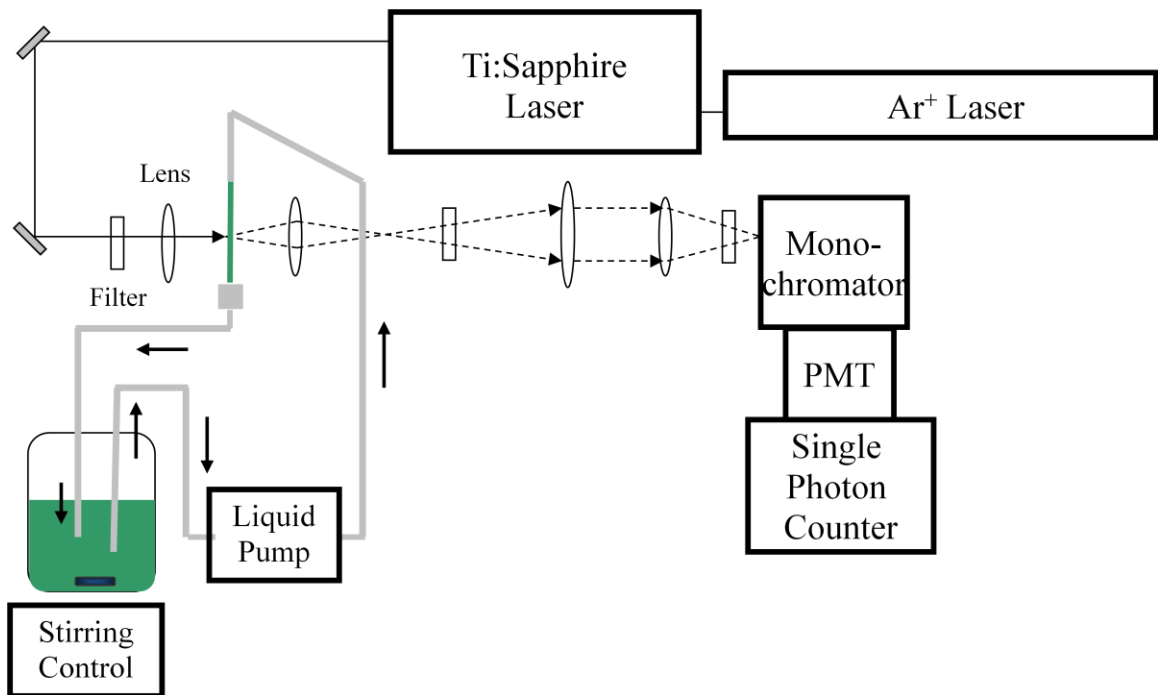 Ti:Sapphire
Laser
Ar⁺ Laser
Lens
Filter
Mono-
chromator
PMT
Single
Photon
Counter
Liquid
Pump
Stirring
Control